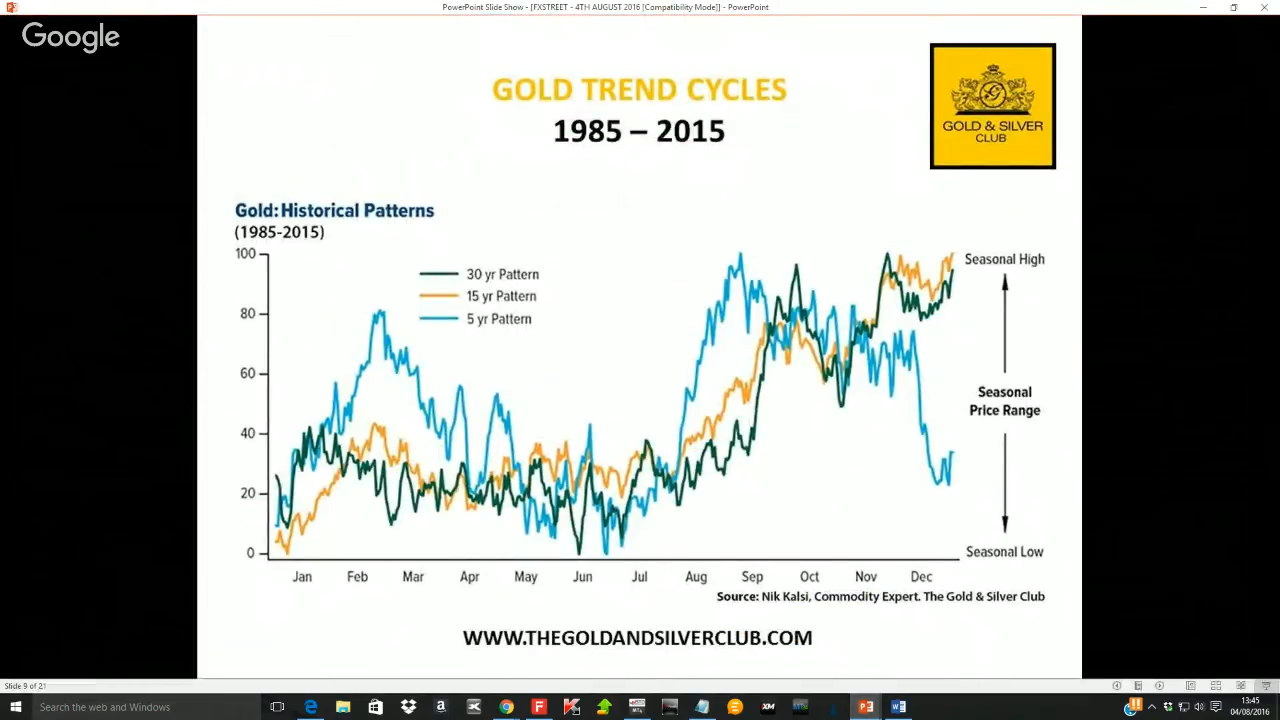 PowerPoint Slide Show - [FXSTREET - 4TH AUGUST 2016 [Compatibility Mode]] - PowerPoint
Google
GOLD TREND CYCLES
1985 – 2015
GOLD & SILVER
CLUB
Gold: Historical Patterns
(1985-2015)
100
80
60
40
20
0
30 yr Pattern
15 yr Pattern
5 yr Pattern
Seasonal High
Seasonal
Price Range
Seasonal Low
Jan Feb Mar Apr May Jun Jul Aug Sep Oct Nov Dec
Source: Nik Kalsi, Commodity Expert. The Gold & Silver Club
WWW.THEGOLDANDSILVERCLUB.COM
Slide 9 of 21
Search the web and Windows
13:45
04/08/2016